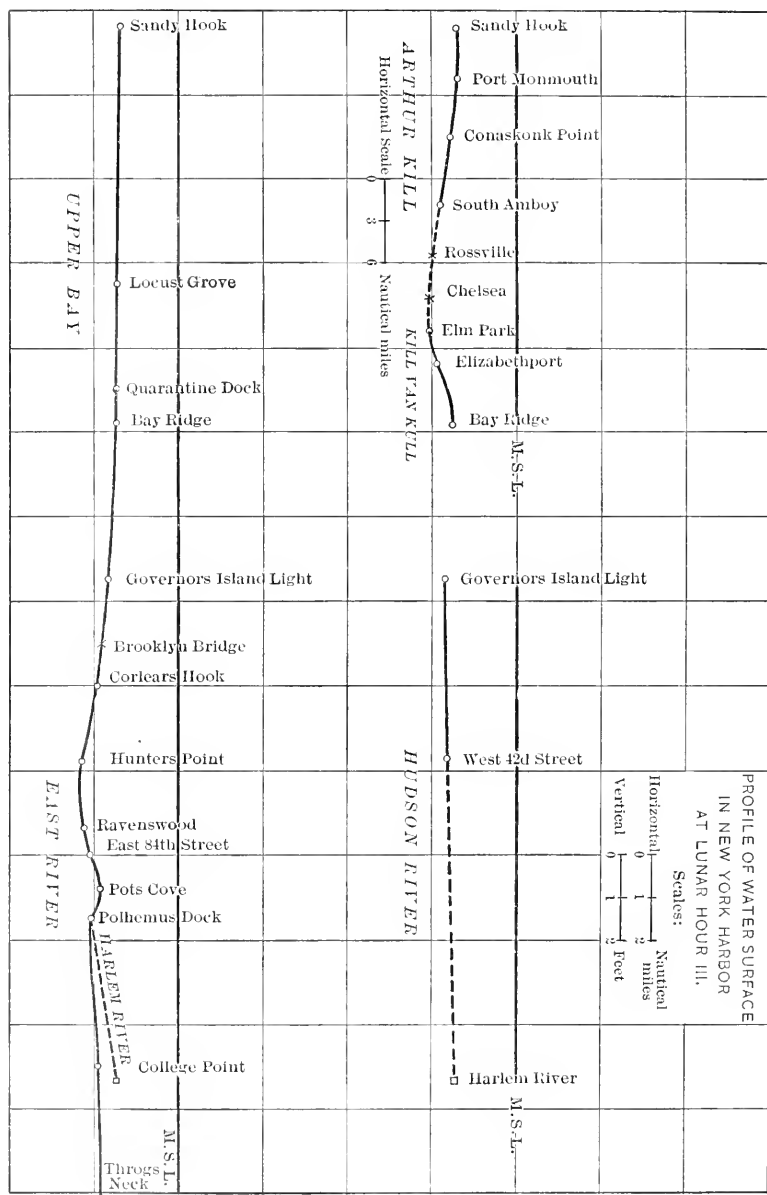 Sandy Hook
Locust Grove
Quarantine Dock
Bay Ridge
Governors Island Light
Brooklyn Bridge
Corlears Hook
Hunters Point
Ravenswood
East 84th Street
Pots Cove
Polhemus Dock
College Point
Throgs
Neck
UPPER BAY
EAST RIVER
HARLEM RIVER
M.S.L.
Sandy Hook
Port Monmouth
Conaskonk Point
South Amboy
Rossville
Chelsea
Elm Park
Elizabethport
Bay Ridge
ARTHUR KILL
KILL VAN KULL
Horizontal Scale
0 3 6
Nautical miles
M.S.L.
Governors Island Light
West 42d Street
Harlem River
HUDSON RIVER
M.S.L.
PROFILE OF WATER SURFACE
IN NEW YORK HARBOR
AT LUNAR HOUR III.
Scales:
Horizontal 0 1 2 Nautical miles
Vertical 0 1 2 Feet